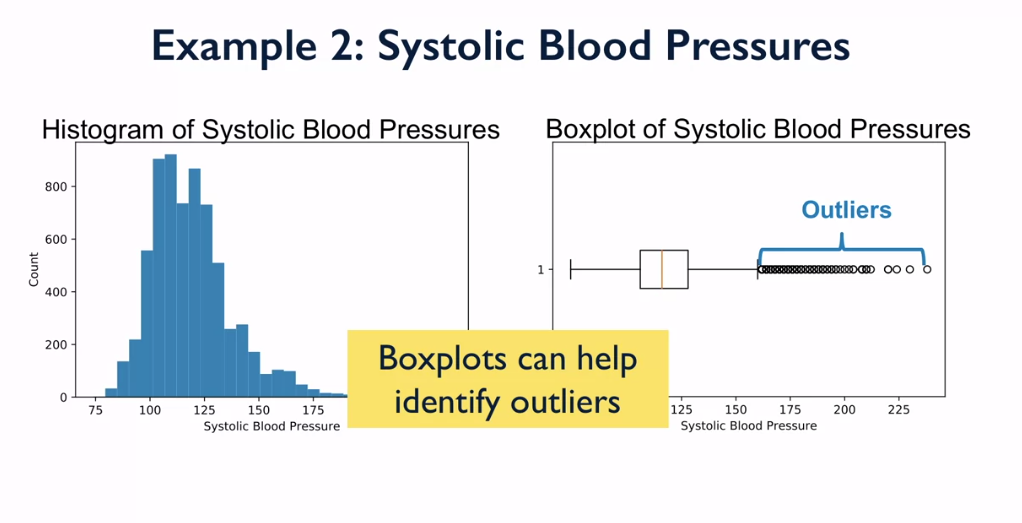 Example 2: Systolic Blood Pressures
Histogram of Systolic Blood Pressures
800
600
400
200
0
Count
75
100
125
150
175
Systolic Blood Pressure
Boxplot of Systolic Blood Pressures
Outliers
1
125
150
175
200
225
Systolic Blood Pressure
Boxplots can help
identify outliers